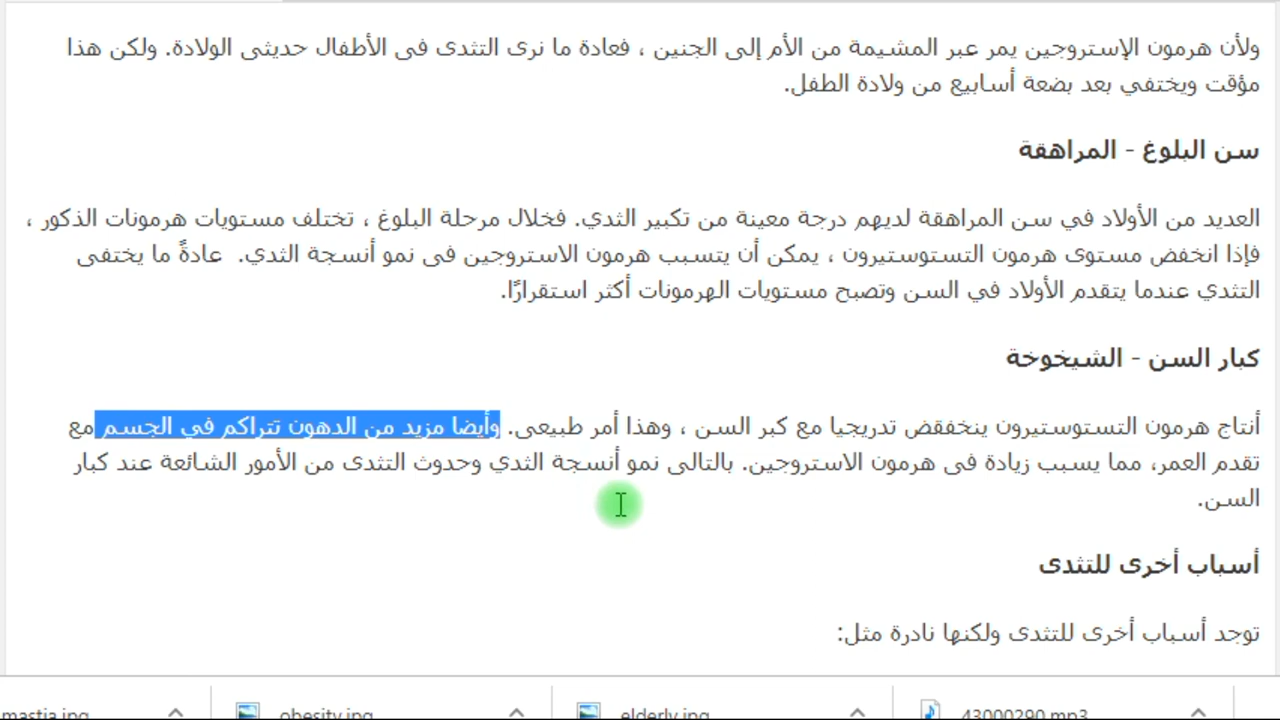 ولأن هرمون الإستروجين يمر عبر المشيمة من الأم إلى الجنين ، فعادة ما نرى التثدى فى الأطفال حديثى الولادة. ولكن هذا
مؤقت ويختفي بعد بضعة أسابيع من ولادة الطفل.
سن البلوغ - المراهقة
العديد من الأولاد في سن المراهقة لديهم درجة معينة من تكبير الثدي. فخلال مرحلة البلوغ ، تختلف مستويات هرمونات الذكور ،
فإذا انخفض مستوى هرمون التستوستيرون ، يمكن أن يتسبب هرمون الاستروجين فى نمو أنسجة الثدي. عادةً ما يختفى
التثدي عندما يتقدم الأولاد في السن وتصبح مستويات الهرمونات أكثر استقرارًا.
كبار السن - الشيخوخة
أنتاج هرمون التستوستيرون ينخفقض تدريجيا مع كبر السن ، وهذا أمر طبيعى. وأيضا مزيد من الدهون تتراكم في الجسم مع
تقدم العمر، مما يسبب زيادة فى هرمون الاستروجين. بالتالى نمو أنسجة الثدي وحدوث التثدى من الأمور الشائعة عند كبار
السن.
أسباب أخرى للتثدى
توجد أسباب أخرى للتثدى ولكنها نادرة مثل:
mastia.jpg obesity.jpg elderly.jpg 43000290.mp3